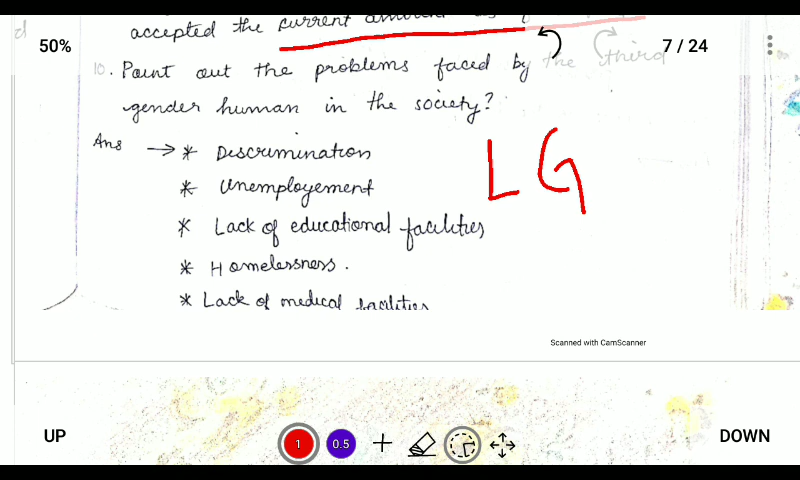 accepted the current amount
50%
7 / 24
10. Point out the problems faced by the third
gender human in the society?
Ans → * Discrimination
* Unemployement
* Lack of educational facilities
* Homelessness.
* Lack of medical facilities
LG
Scanned with CamScanner
UP
1
0.5
DOWN